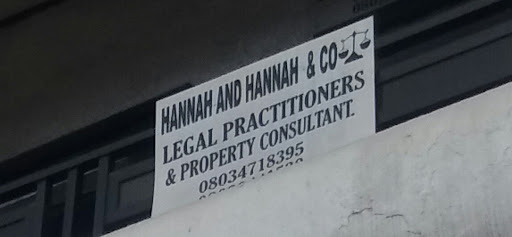 HANNAH AND HANNAH & CO
LEGAL PRACTITIONERS
& PROPERTY CONSULTANT.
08034718395